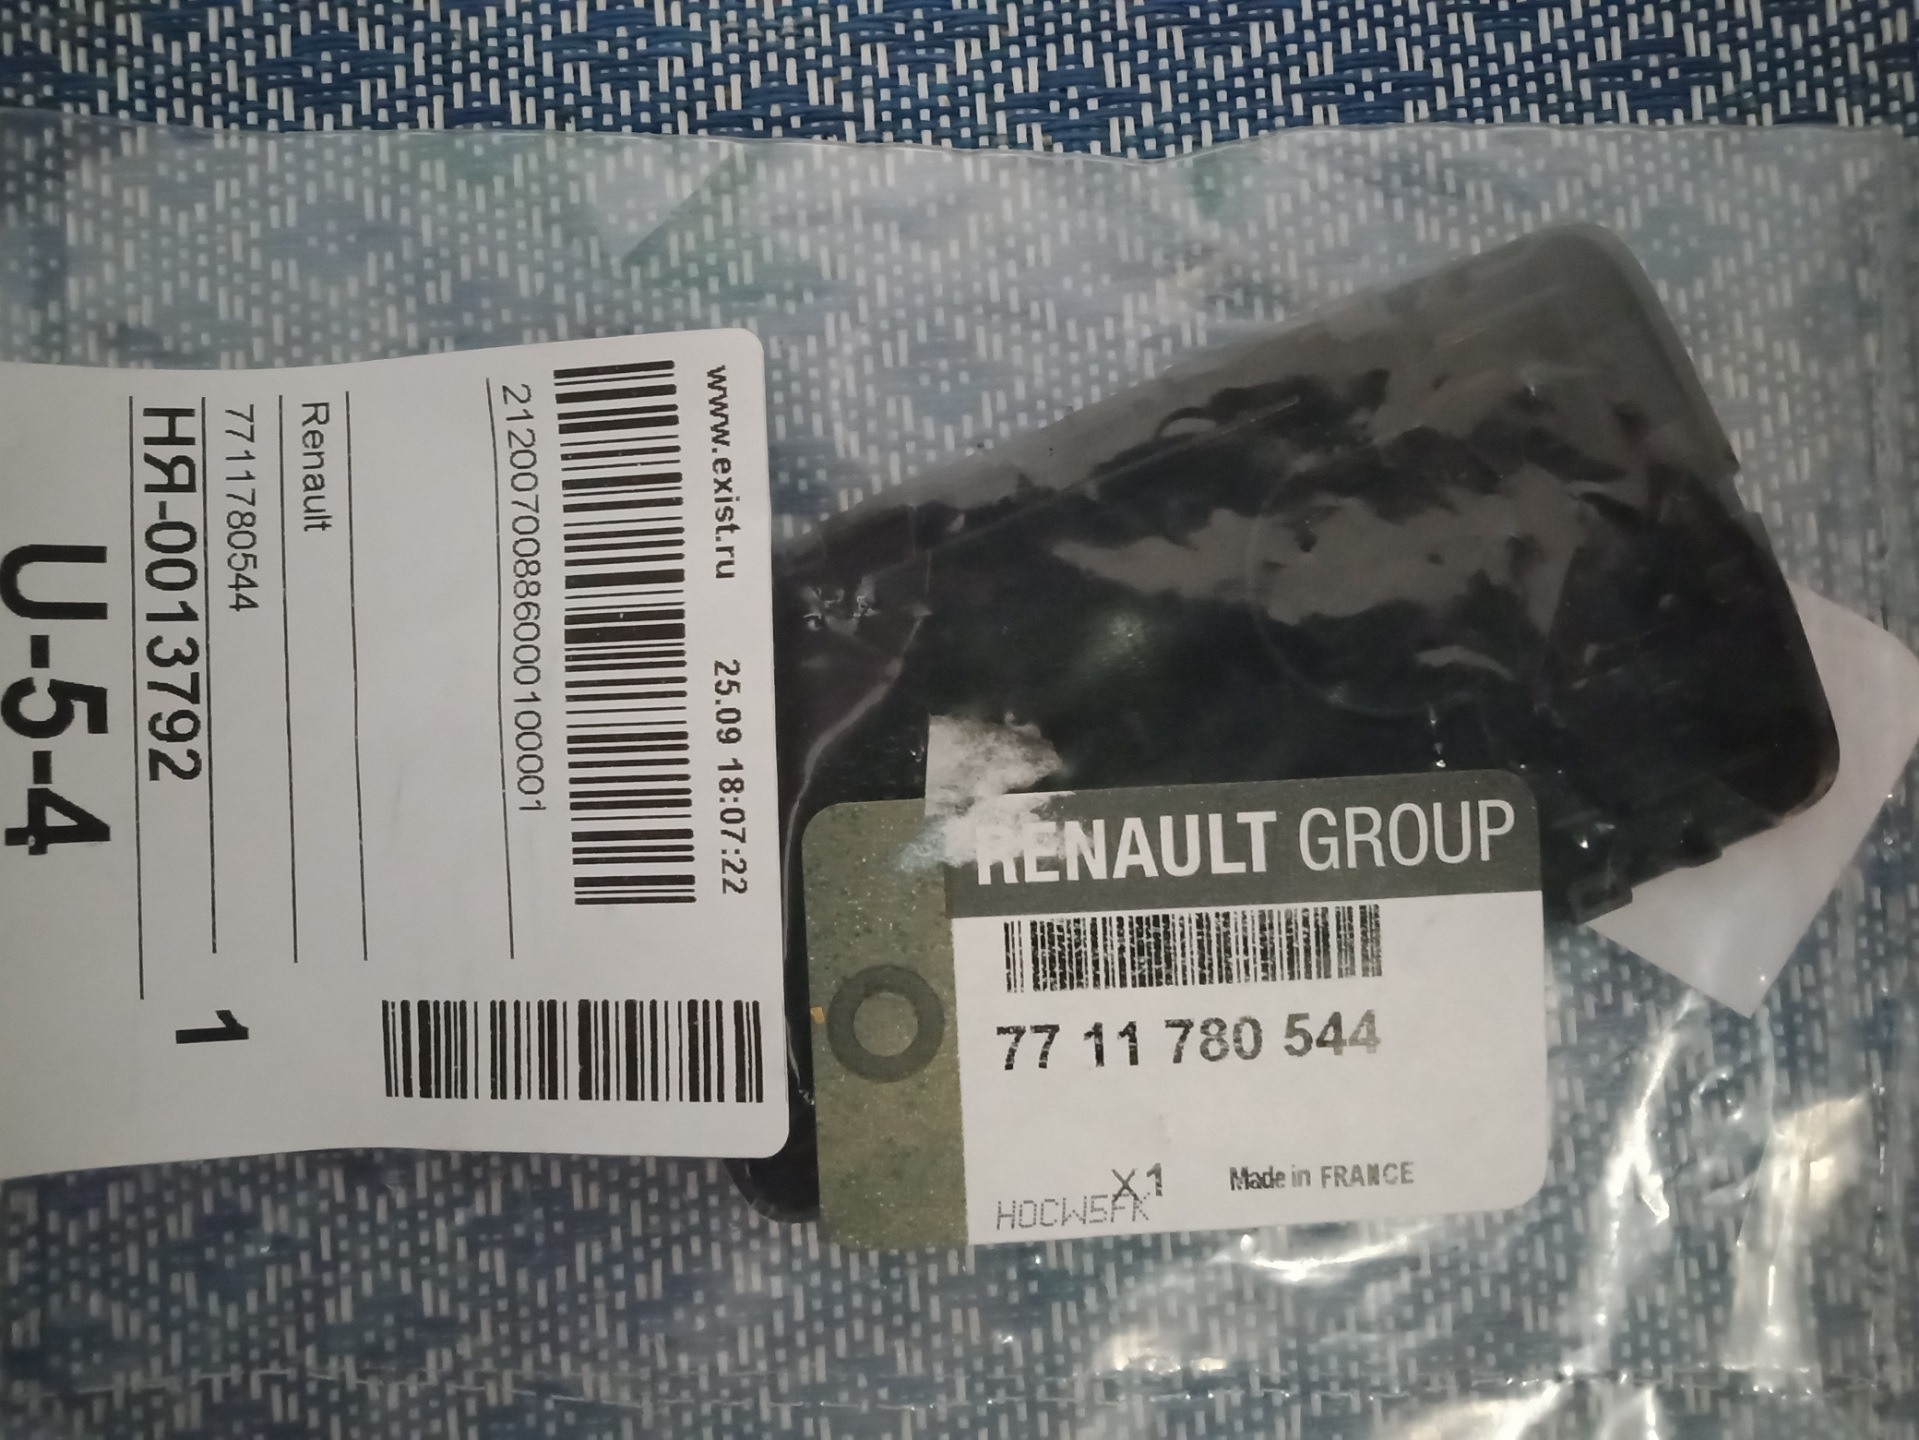 www.exist.ru 25.09 18:07:22
21200700886000100001
Renault
7711780544
НЯ-0013792
1
U-5-4
RENAULT GROUP
77 11 780 544
X1
Made in FRANCE
H0CW5FK